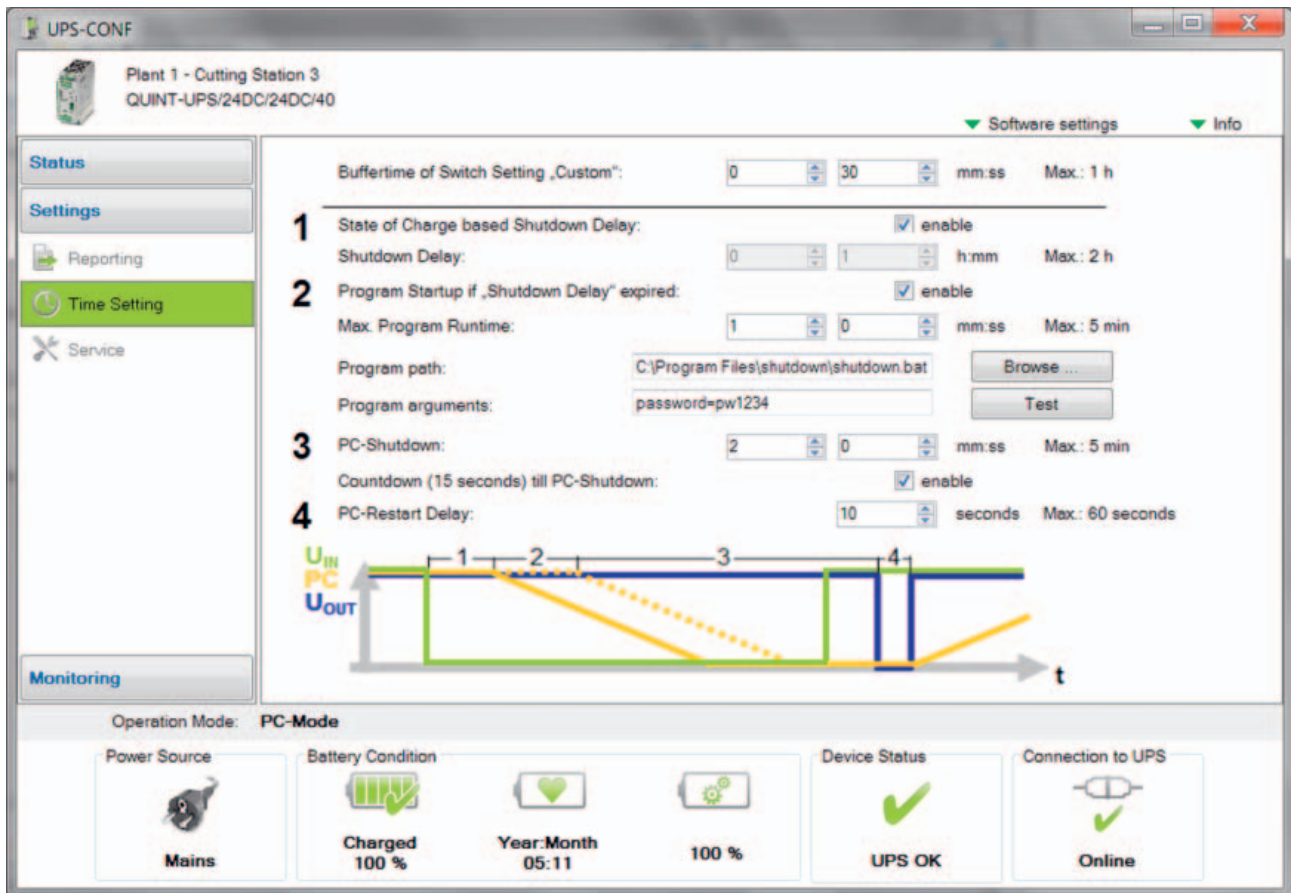 UPS-CONF
Plant 1 - Cutting Station 3
QUINT-UPS/24DC/24DC/40
Software settings
Info
Status
Settings
Reporting
Time Setting
Service
Monitoring
Buffertime of Switch Setting „Custom":
0 30 mm:ss Max.: 1 h
1 State of Charge based Shutdown Delay: enable
Shutdown Delay: 0 1 h:mm Max.: 2 h
2 Program Startup if „Shutdown Delay" expired: enable
Max. Program Runtime: 1 0 mm:ss Max.: 5 min
Program path: C:\Program Files\shutdown\shutdown.bat Browse ...
Program arguments: password=pw1234 Test
3 PC-Shutdown: 2 0 mm:ss Max.: 5 min
Countdown (15 seconds) till PC-Shutdown: enable
4 PC-Restart Delay: 10 seconds Max.: 60 seconds
UIN
PC
UOUT
1 2 3 4
t
Operation Mode: PC-Mode
Power Source
Mains
Battery Condition
Charged
100 %
Year:Month
05:11
100 %
Device Status
UPS OK
Connection to UPS
Online